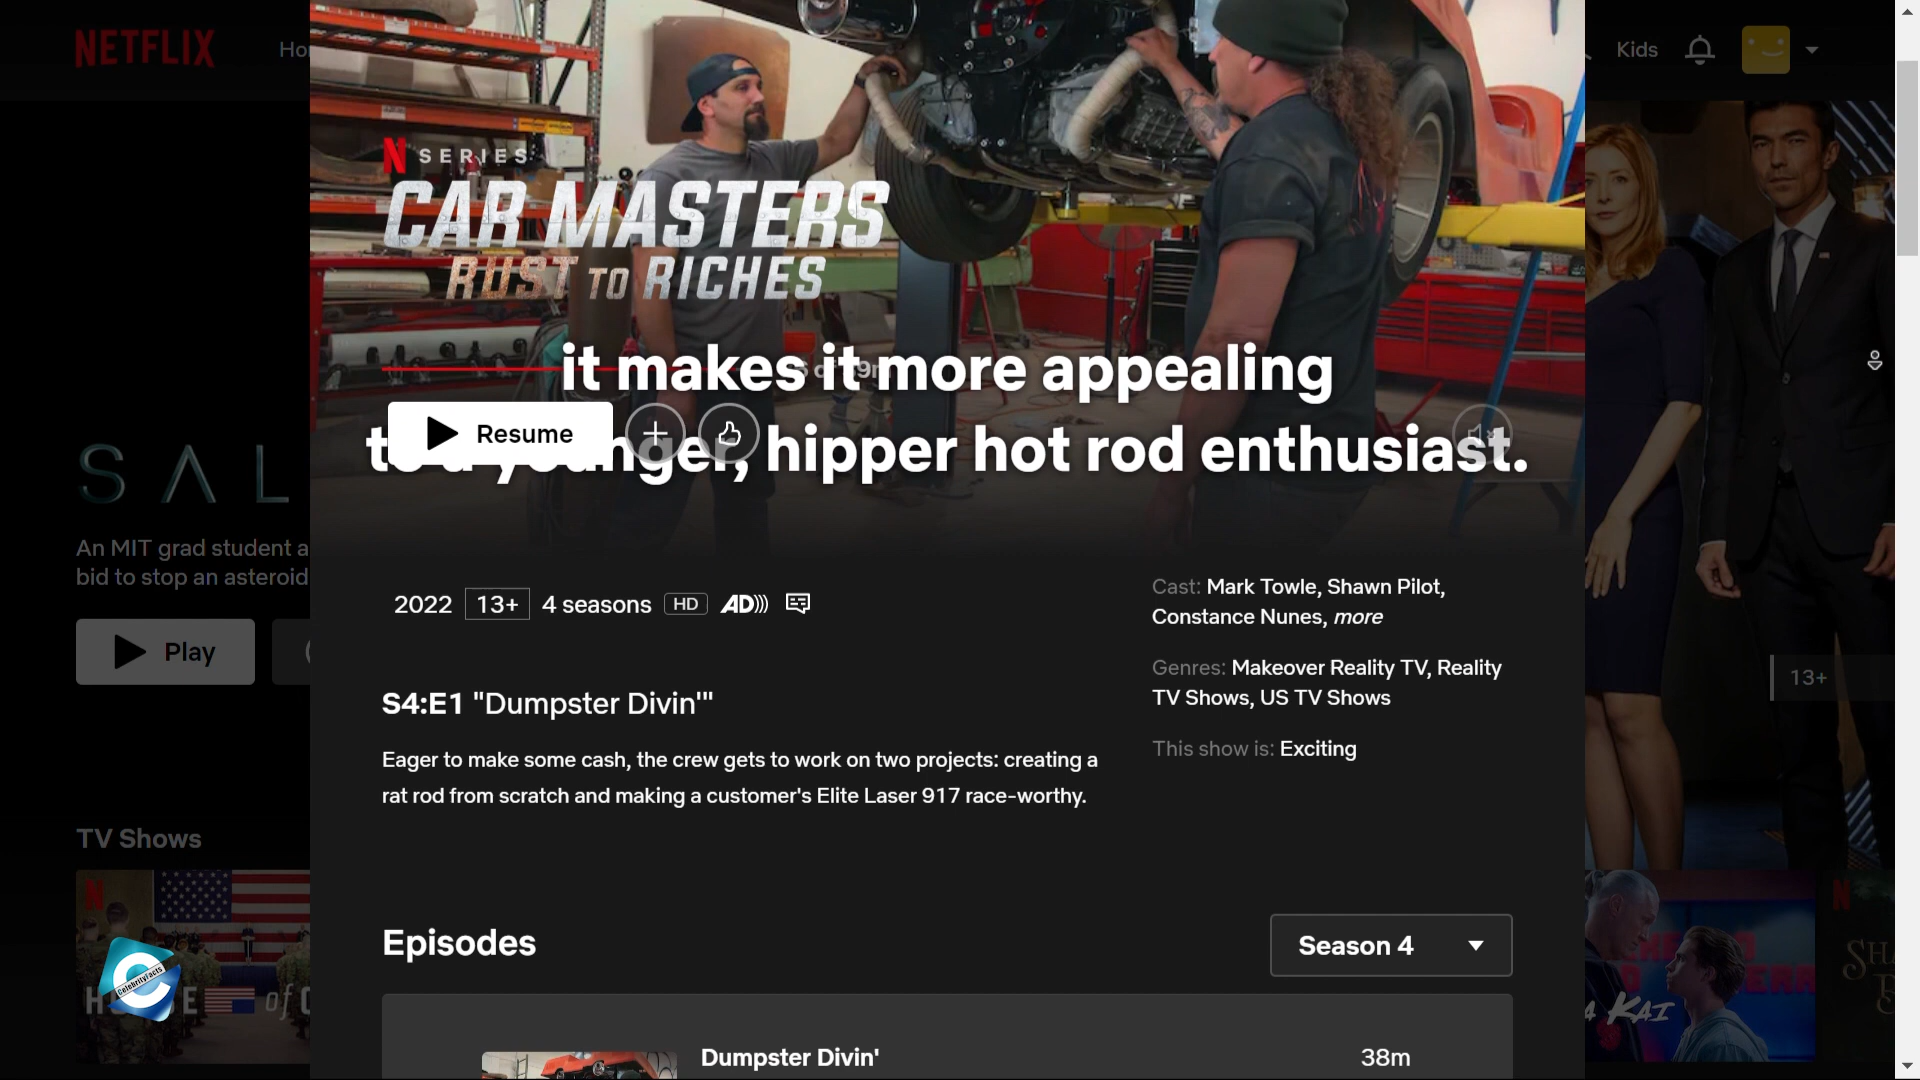 NETFLIX
Kids
N SERIES
CAR MASTERS
RUST TO RICHES
it makes it more appealing
Resume
younger, hipper hot rod enthusiast.
SAL
An MIT grad student a
bid to stop an asteroid
Play
2022 13+ 4 seasons HD AD)))
Cast: Mark Towle, Shawn Pilot,
Constance Nunes, more
Genres: Makeover Reality TV, Reality
TV Shows, US TV Shows
This show is: Exciting
13+
S4:E1 "Dumpster Divin'"
Eager to make some cash, the crew gets to work on two projects: creating a
rat rod from scratch and making a customer's Elite Laser 917 race-worthy.
TV Shows
Episodes
Season 4
CelebrityFacts
of
KAI
Dumpster Divin'
38m